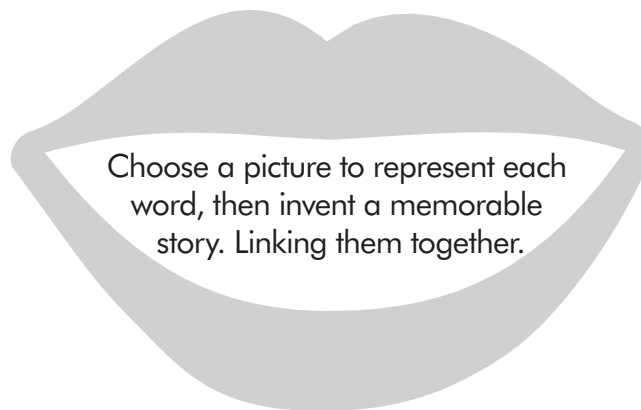 Choose a picture to represent each
word, then invent a memorable
story. Linking them together.